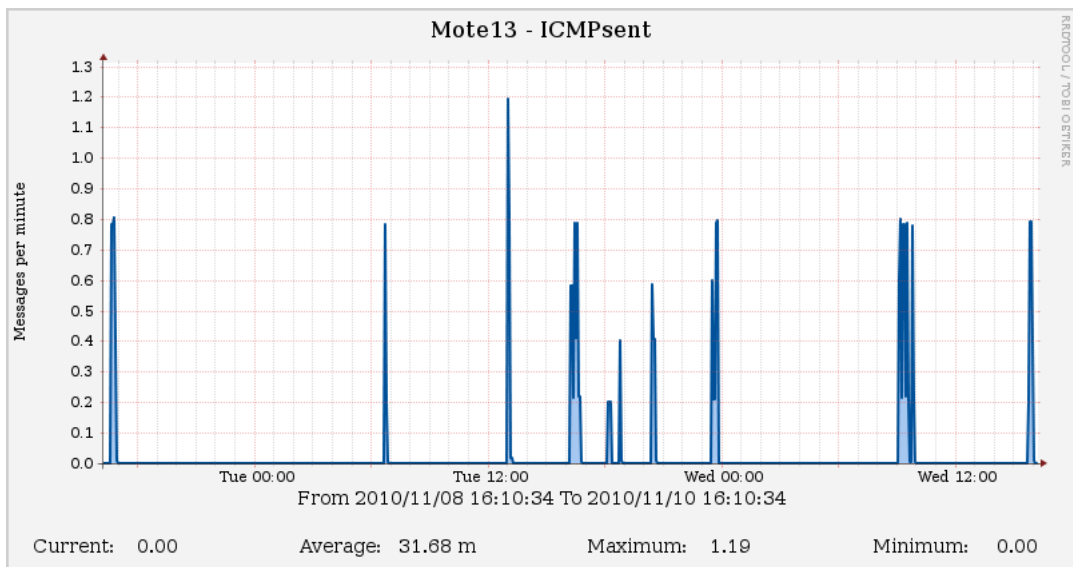 Mote13 - ICMPsent
RRDTOOL / TOBI OETIKER
Messages per minute
1.3
1.2
1.1
1.0
0.9
0.8
0.7
0.6
0.5
0.4
0.3
0.2
0.1
0.0
Tue 00:00 Tue 12:00 Wed 00:00 Wed 12:00
From 2010/11/08 16:10:34 To 2010/11/10 16:10:34
Current: 0.00 Average: 31.68 m Maximum: 1.19 Minimum: 0.00